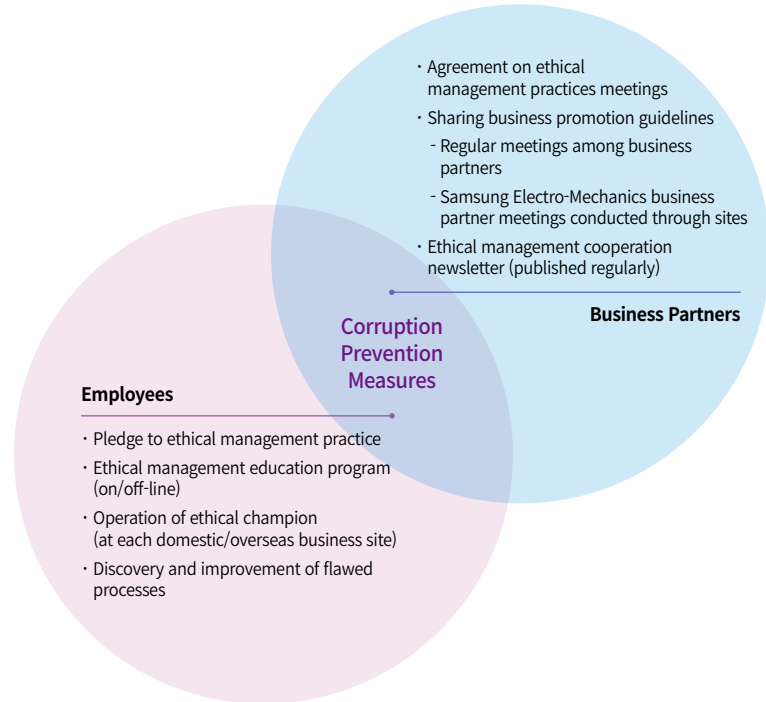 · Agreement on ethical
management practices meetings
· Sharing business promotion guidelines
- Regular meetings among business
partners
- Samsung Electro-Mechanics business
partner meetings conducted through sites
· Ethical management cooperation
newsletter (published regularly)
Business Partners
Corruption
Prevention
Measures
Employees
· Pledge to ethical management practice
· Ethical management education program
(on/off-line)
· Operation of ethical champion
(at each domestic/overseas business site)
· Discovery and improvement of flawed
processes